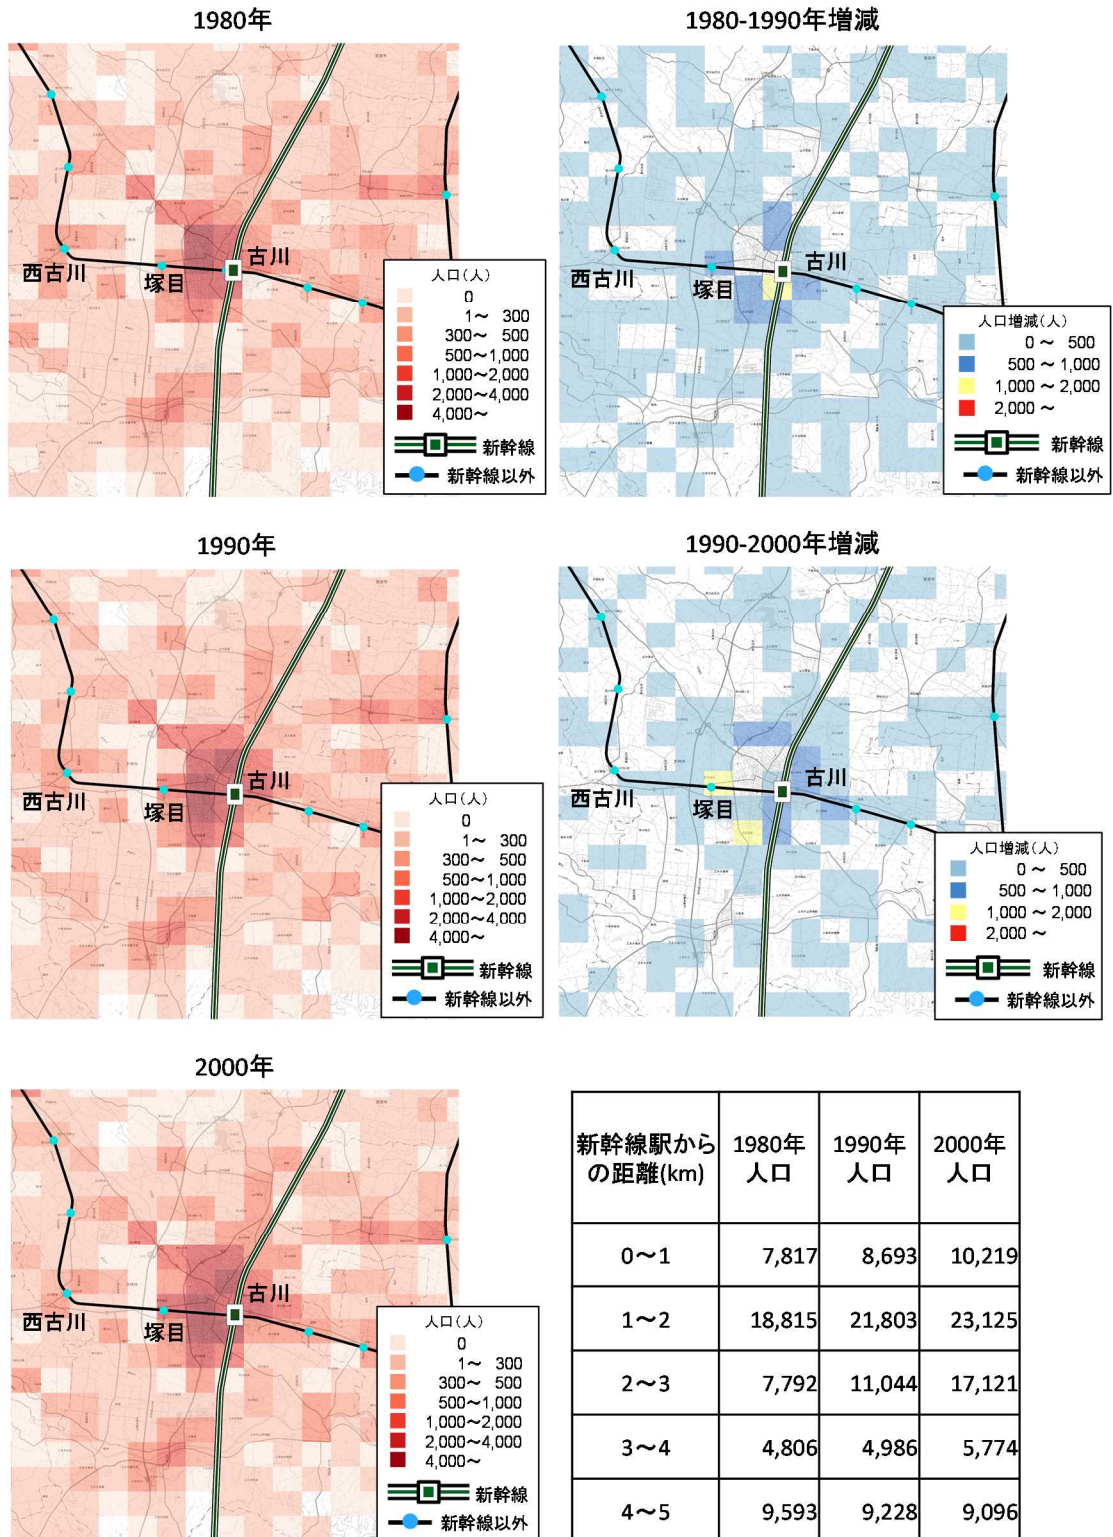 1980年
西古川
塚目
古川
人口(人)
0
1～ 300
300～ 500
500～1,000
1,000～2,000
2,000～4,000
4,000～
新幹線
新幹線以外
1980-1990年増減
西古川
塚目
古川
人口増減(人)
0 ～ 500
500 ～ 1,000
1,000 ～ 2,000
2,000 ～
新幹線
新幹線以外
1990年
西古川
塚目
古川
人口(人)
0
1～ 300
300～ 500
500～1,000
1,000～2,000
2,000～4,000
4,000～
新幹線
新幹線以外
1990-2000年増減
西古川
塚目
古川
人口増減(人)
0 ～ 500
500 ～ 1,000
1,000 ～ 2,000
2,000 ～
新幹線
新幹線以外
2000年
西古川
塚目
古川
人口(人)
0
1～ 300
300～ 500
500～1,000
1,000～2,000
2,000～4,000
4,000～
新幹線
新幹線以外
新幹線駅から の距離(km) 1980年 人口 1990年 人口 2000年 人口
0～1 7,817 8,693 10,219
1～2 18,815 21,803 23,125
2～3 7,792 11,044 17,121
3～4 4,806 4,986 5,774
4～5 9,593 9,228 9,096